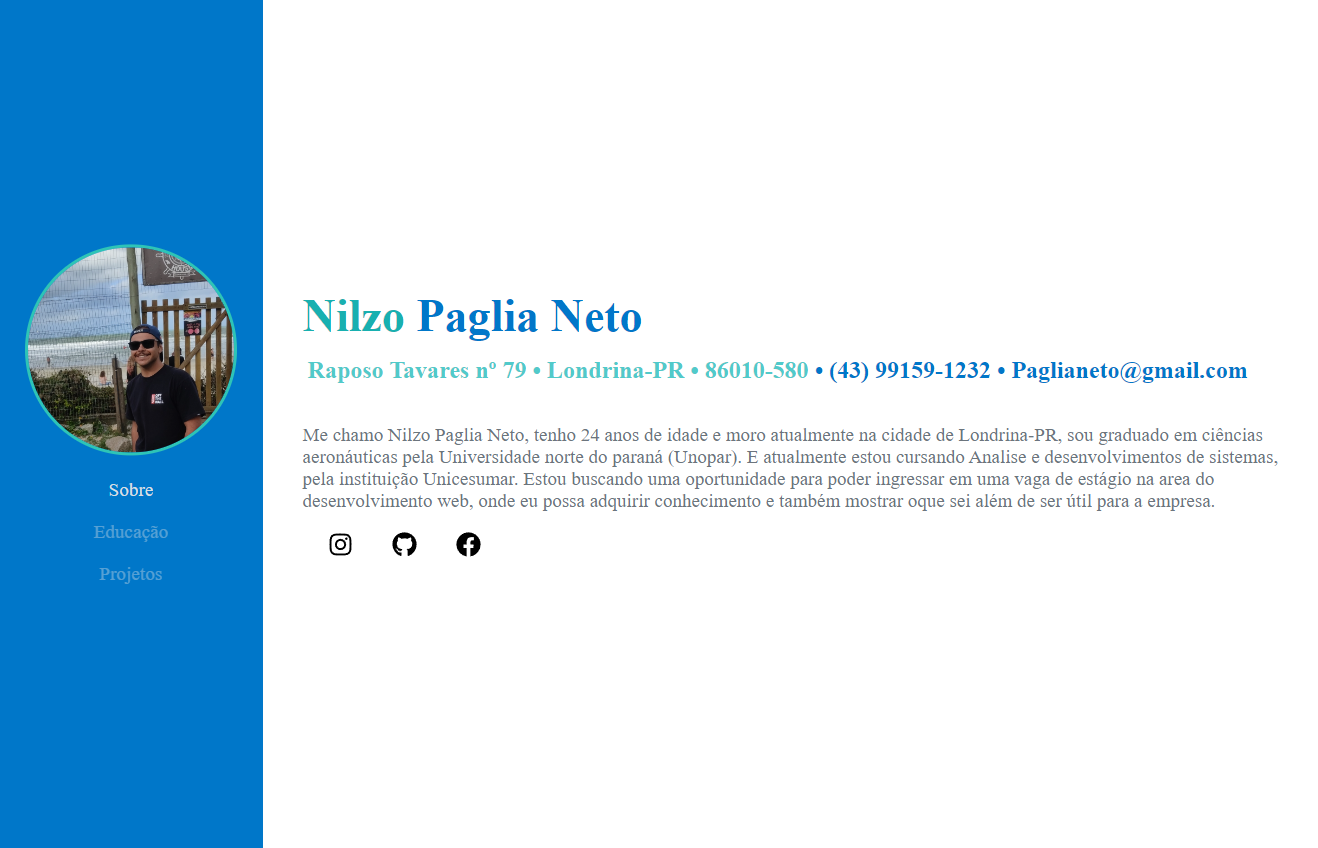 Sobre
Educação
Projetos
Nilzo Paglia Neto
Raposo Tavares nº 79 • Londrina-PR • 86010-580 • (43) 99159-1232 • Paglianeto@gmail.com
Me chamo Nilzo Paglia Neto, tenho 24 anos de idade e moro atualmente na cidade de Londrina-PR, sou graduado em ciências
aeronáuticas pela Universidade norte do paraná (Unopar). E atualmente estou cursando Analise e desenvolvimentos de sistemas,
pela instituição Unicesumar. Estou buscando uma oportunidade para poder ingressar em uma vaga de estágio na area do
desenvolvimento web, onde eu possa adquirir conhecimento e também mostrar oque sei além de ser útil para a empresa.